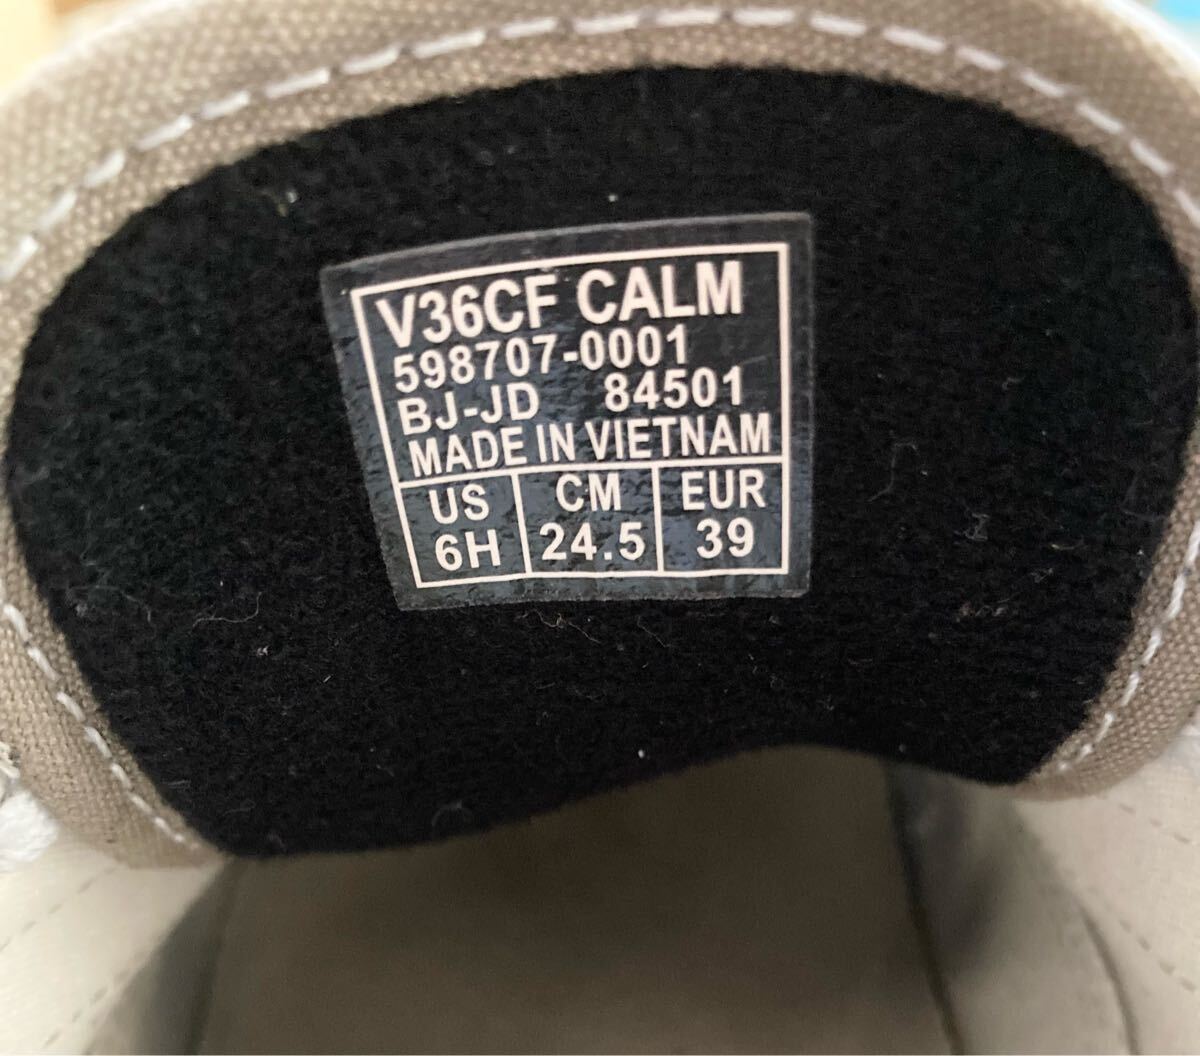 V36CF CALM
598707-0001
BJ-JD 84501
MADE IN VIETNAM
US CM EUR
6H 24.5 39